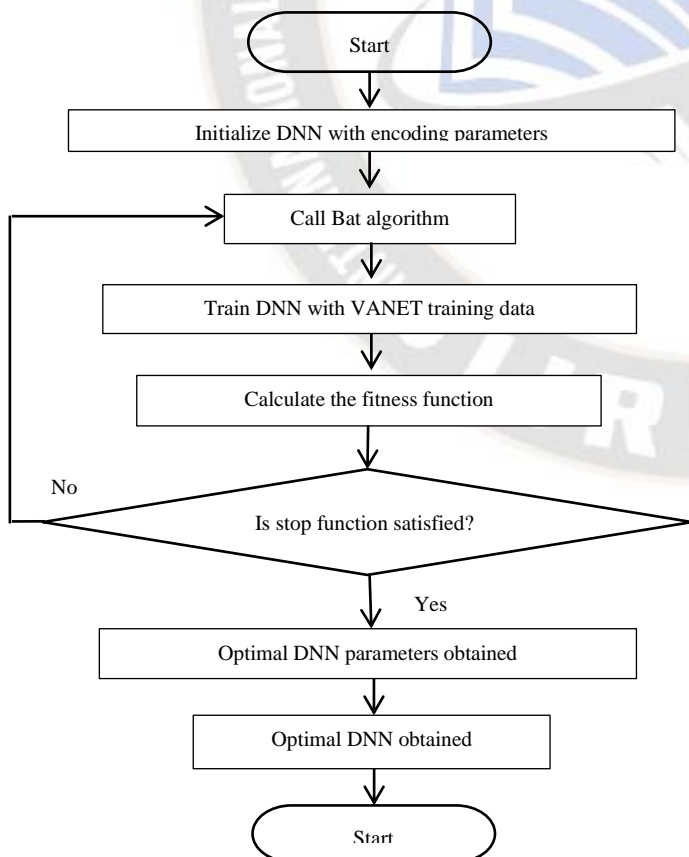 Start
Initialize DNN with encoding parameters
Call Bat algorithm
Train DNN with VANET training data
Calculate the fitness function
No
Is stop function satisfied?
Yes
Optimal DNN parameters obtained
Optimal DNN obtained
Start